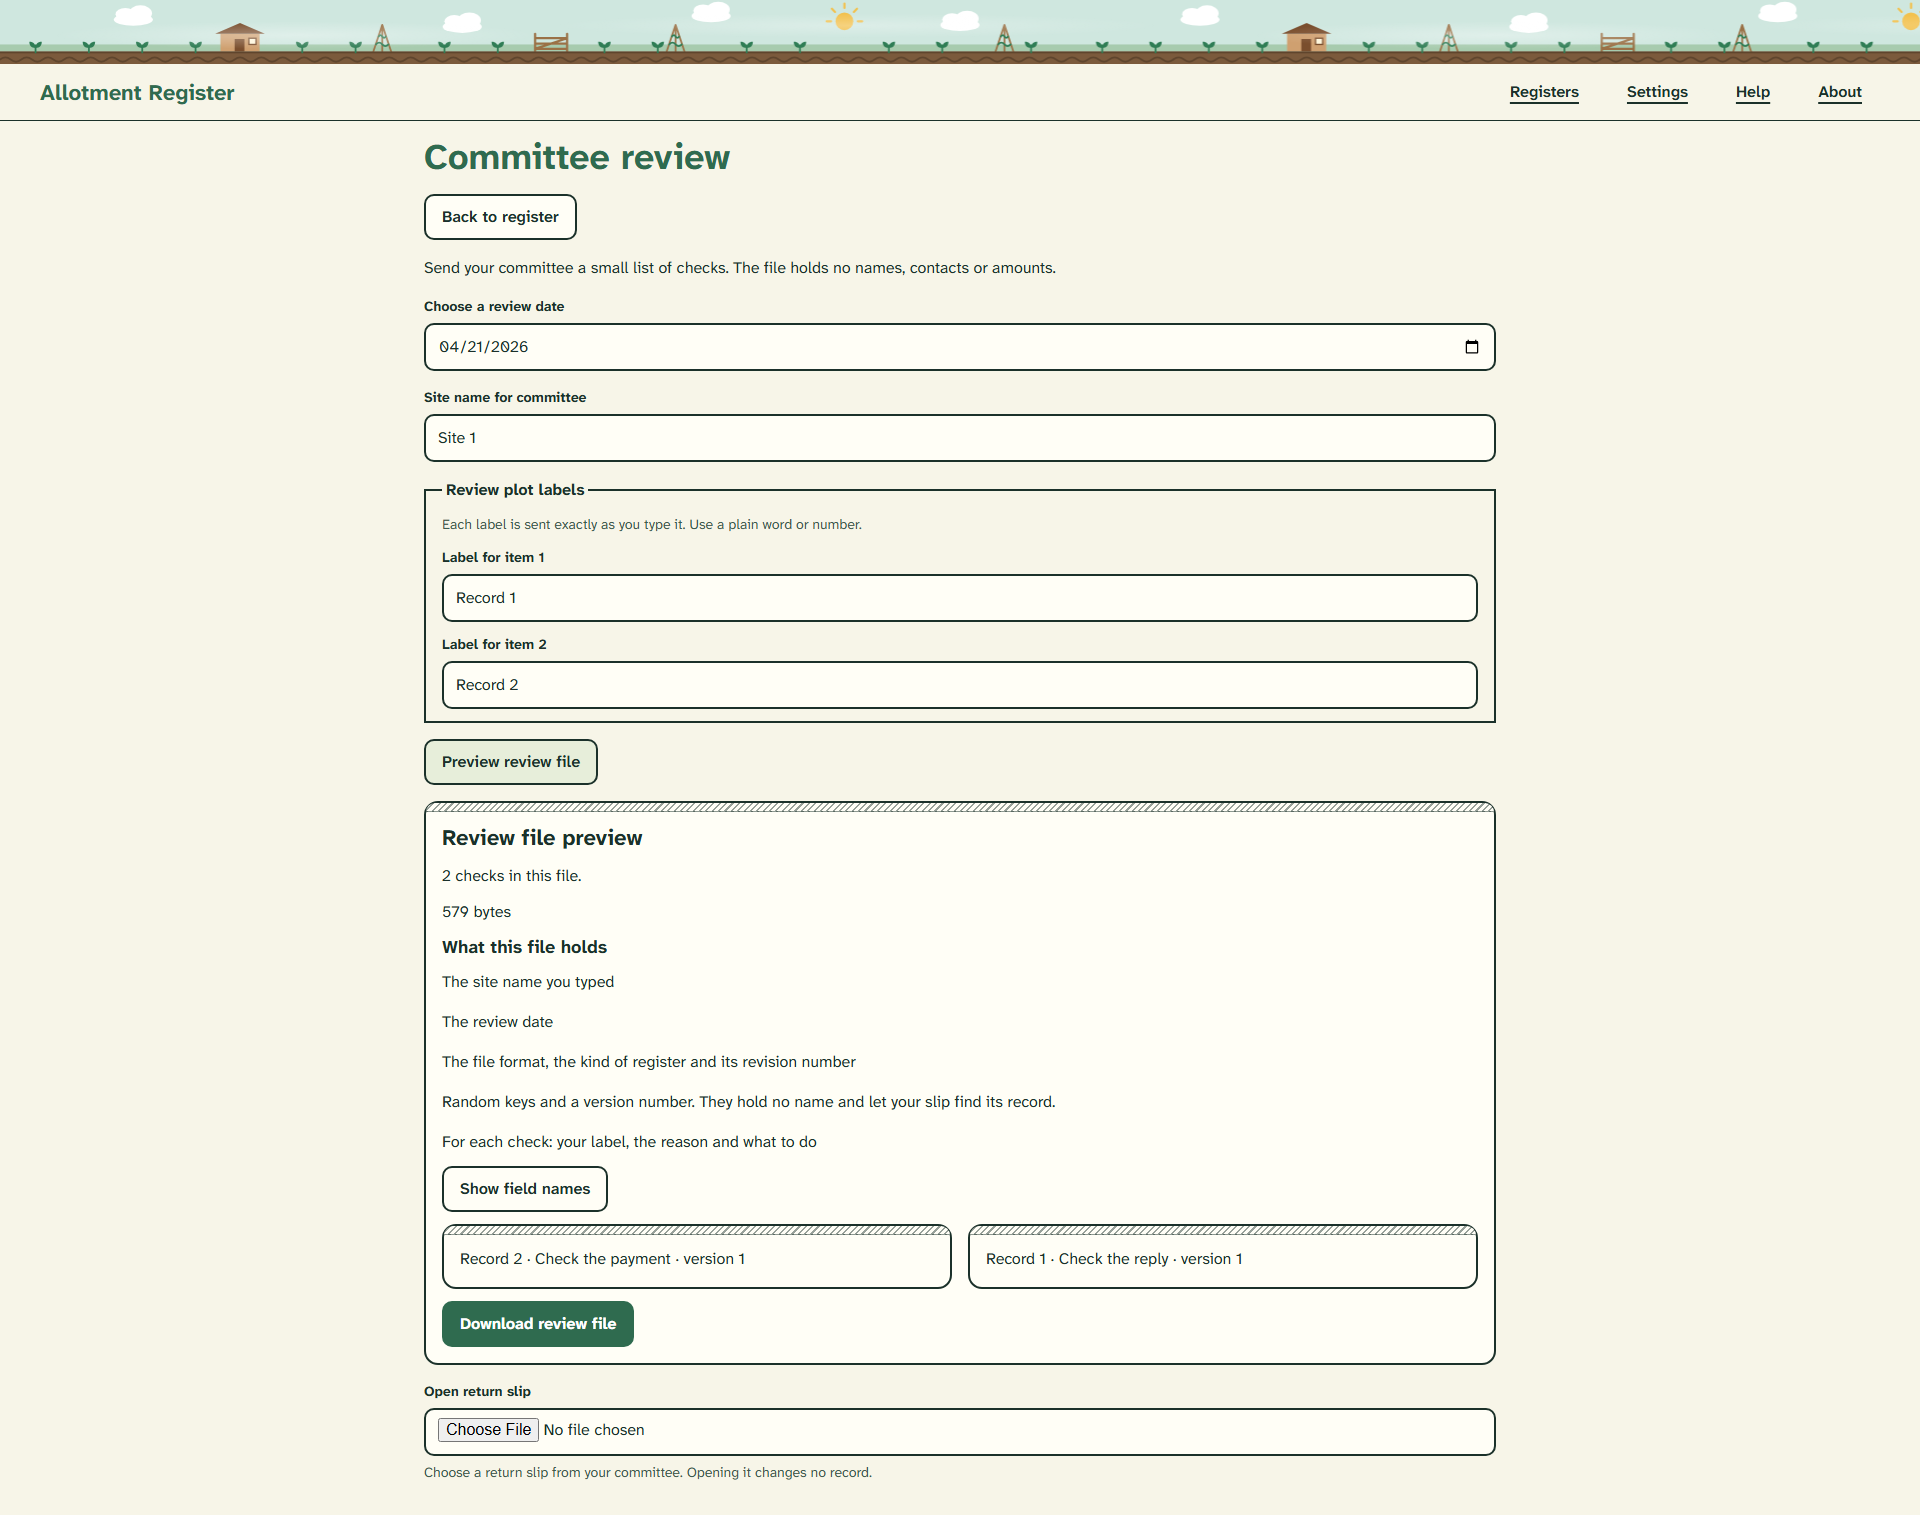 Allotment Register
Registers
Settings
Help
About
Committee review
Back to register
Send your committee a small list of checks. The file holds no names, contacts or amounts.
Choose a review date
04/21/2026
Site name for committee
Site 1
Review plot labels
Each label is sent exactly as you type it. Use a plain word or number.
Label for item 1
Record 1
Label for item 2
Record 2
Preview review file
Review file preview
2 checks in this file.
579 bytes
What this file holds
The site name you typed
The review date
The file format, the kind of register and its revision number
Random keys and a version number. They hold no name and let your slip find its record.
For each check: your label, the reason and what to do
Show field names
Record 2 · Check the payment · version 1
Record 1 · Check the reply · version 1
Download review file
Open return slip
Choose File No file chosen
Choose a return slip from your committee. Opening it changes no record.